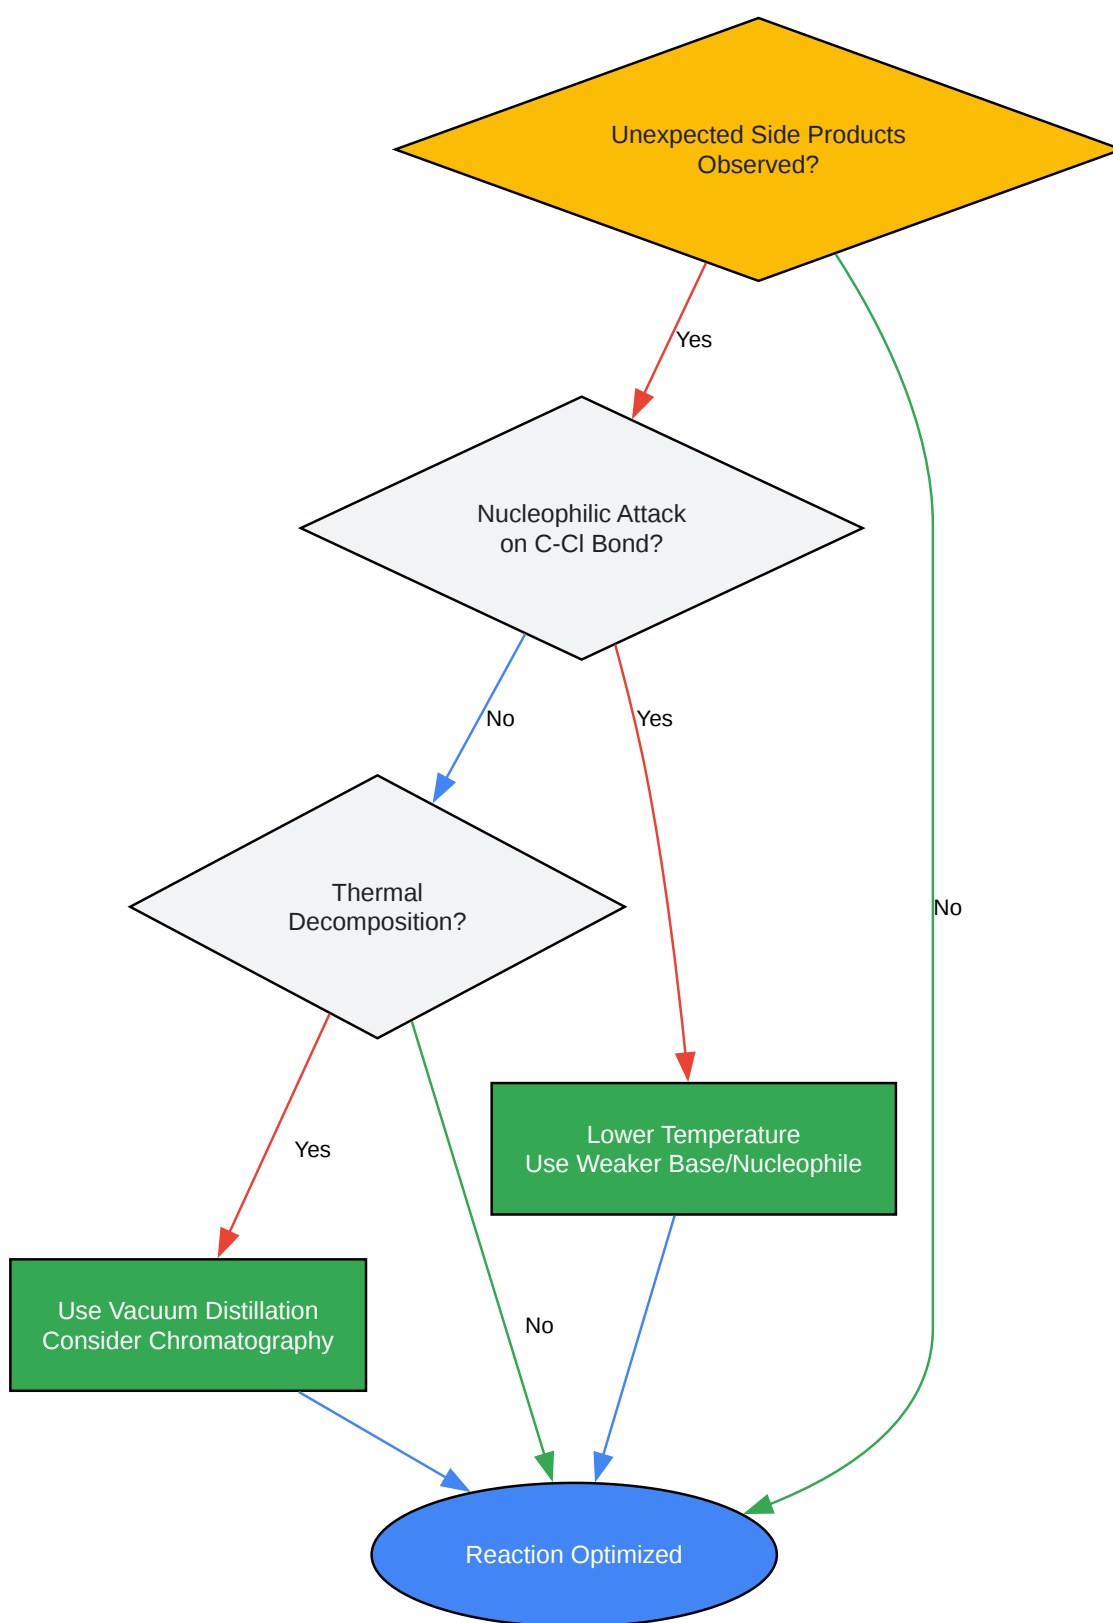 Unexpected Side Products
Observed?
Yes
Nucleophilic Attack
on C-Cl Bond?
No
Yes
Thermal
Decomposition?
No
Lower Temperature
Use Weaker Base/Nucleophile
Yes
Use Vacuum Distillation
Consider Chromatography
No
Reaction Optimized